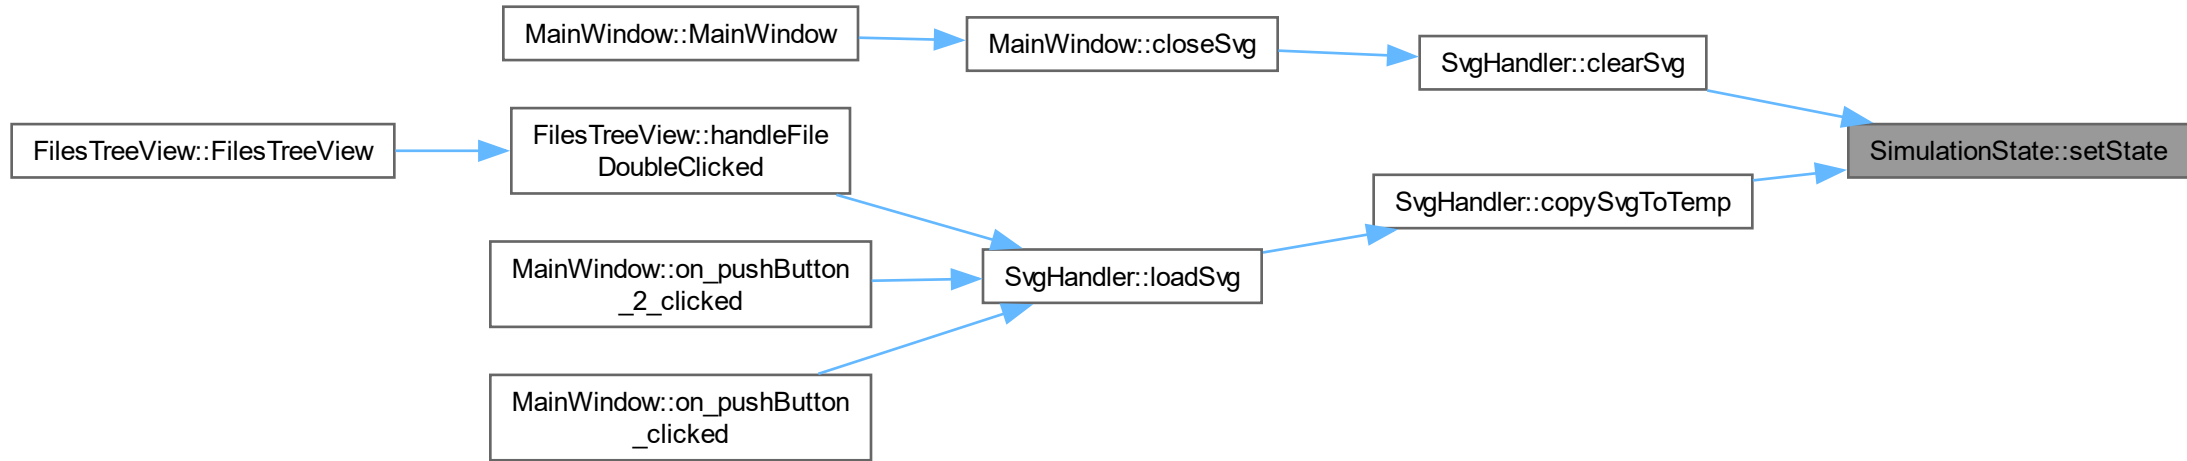 MainWindow::MainWindow
MainWindow::closeSvg
SvgHandler::clearSvg
FilesTreeView::FilesTreeView
FilesTreeView::handleFile
DoubleClicked
SimulationState::setState
SvgHandler::copySvgToTemp
MainWindow::on_pushButton
_2_clicked
SvgHandler::loadSvg
MainWindow::on_pushButton
_clicked